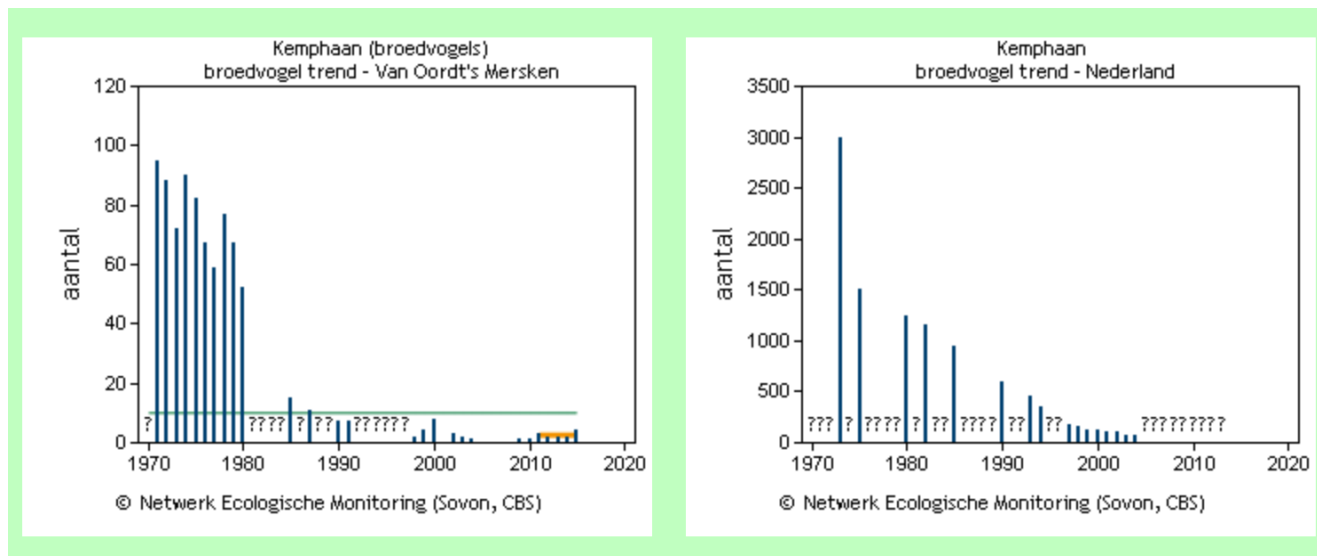 Kemphaan (broedvogels)
broedvogel trend - Van Oordt's Mersken
120
100
80
60
40
20
0
aantal
? ???? ? ?? ??????
1970 1980 1990 2000 2010 2020
© Netwerk Ecologische Monitoring (Sovon, CBS)
Kemphaan
broedvogel trend - Nederland
3500
3000
2500
2000
1500
1000
500
0
aantal
??? ? ???? ? ?? ???? ?? ?? ?????????
1970 1980 1990 2000 2010 2020
© Netwerk Ecologische Monitoring (Sovon, CBS)